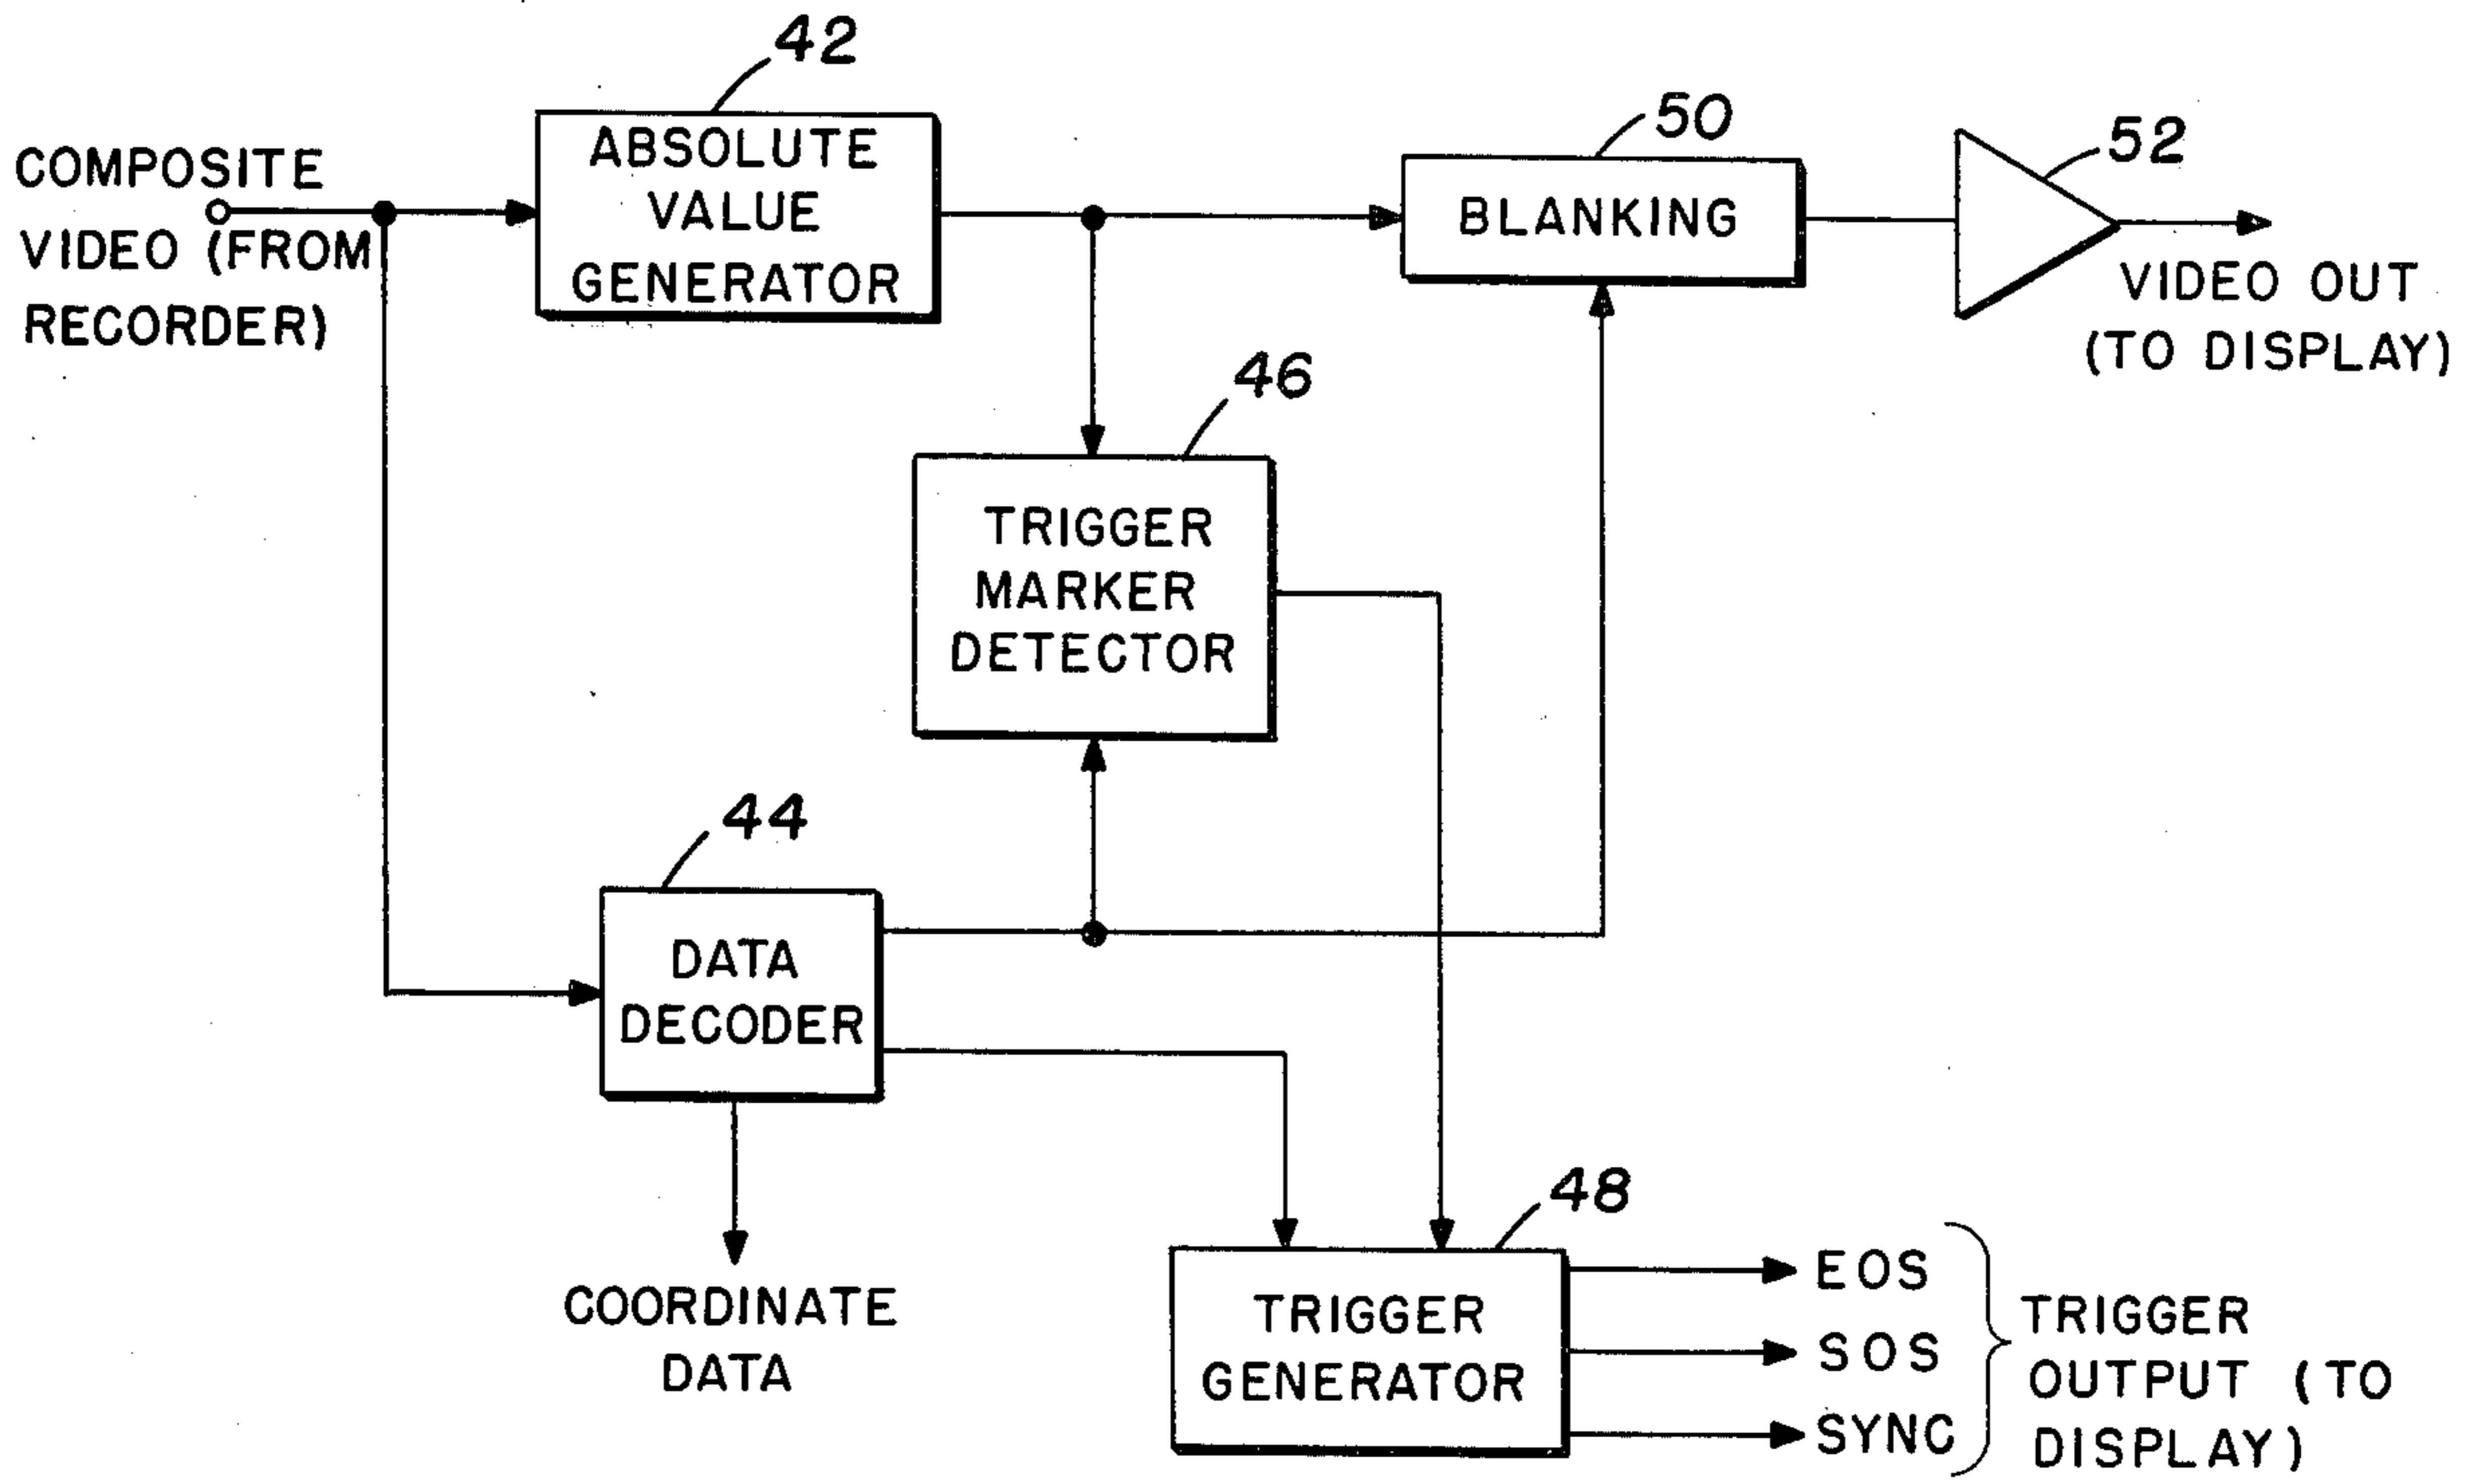 42
COMPOSITE
VIDEO (FROM
RECORDER)
ABSOLUTE
VALUE
GENERATOR
50
BLANKING
52
VIDEO OUT
(TO DISPLAY)
46
TRIGGER
MARKER
DETECTOR
44
DATA
DECODER
COORDINATE
DATA
48
TRIGGER
GENERATOR
EOS
SOS
SYNC
TRIGGER
OUTPUT (TO
DISPLAY)